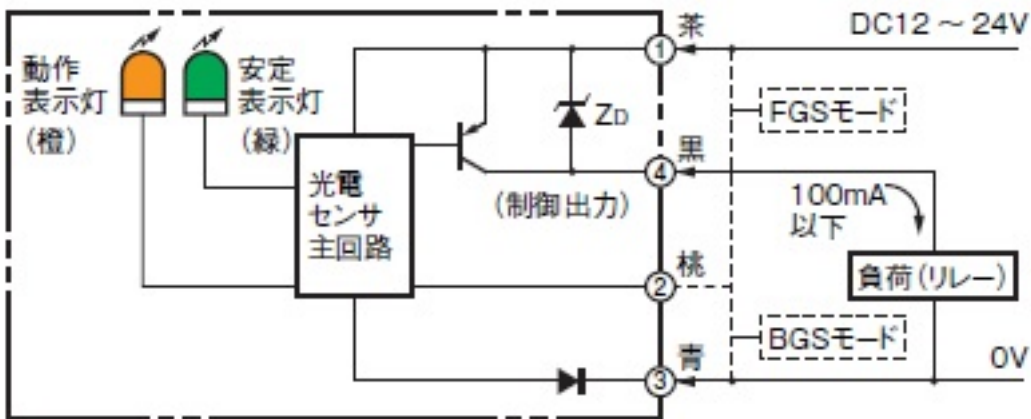 動作
表示灯
(橙)
安定
表示灯
(緑)
光電
センサ
主回路
ZD
(制御出力)
① 茶
④ 黒
② 桃
③ 青
DC12 ～ 24V
FGSモード
100mA
以下
負荷(リレー)
BGSモード
0V